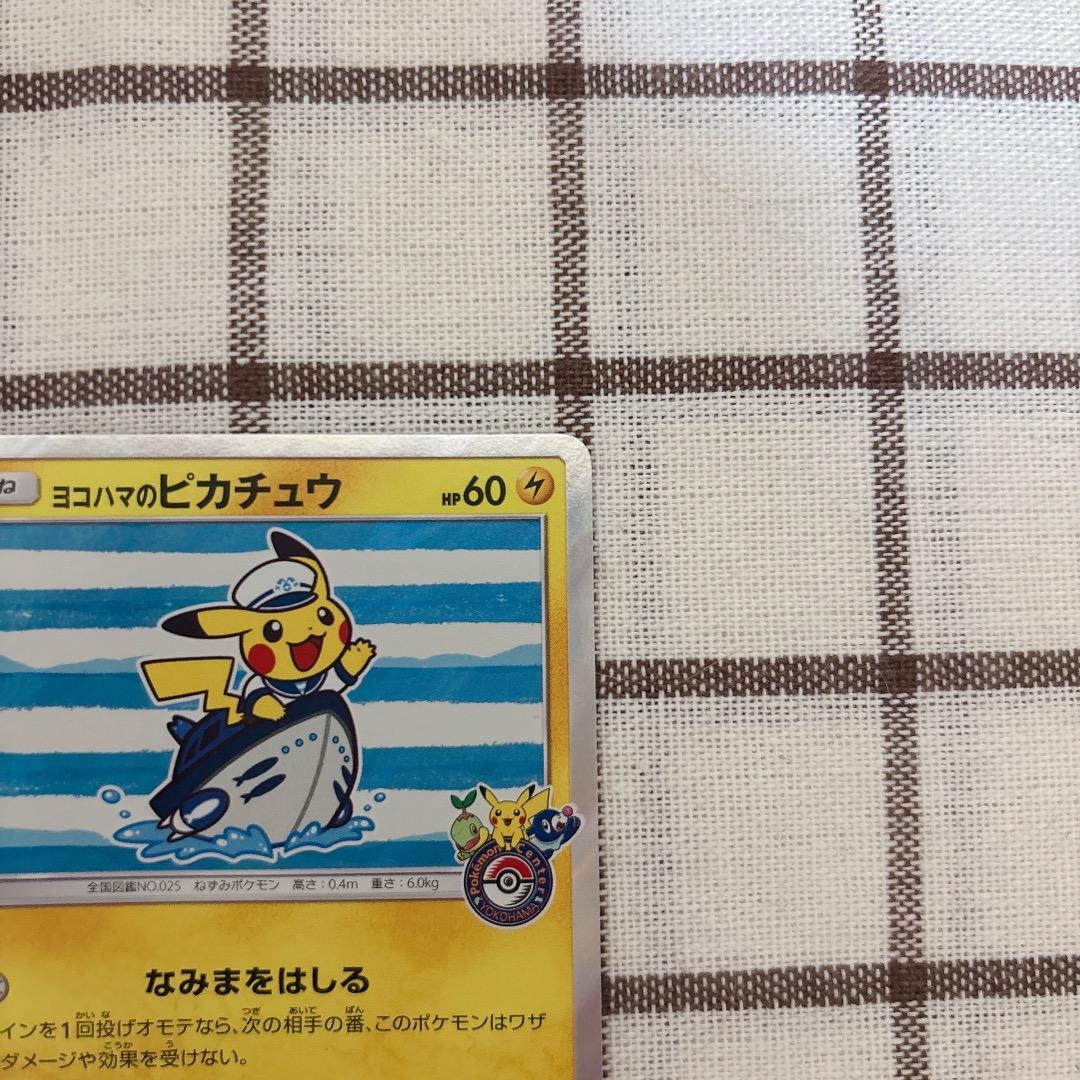 ね ヨコハマのピカチュウ HP60
全国図鑑NO.025 ねずみポケモン 高さ:0.4m 重さ:6.0kg
Pokémon Center
YOKOHAMA
なみまをはしる
インを1回投げオモテなら、次の相手の番、このポケモンはワザ
ダメージや効果を受けない。